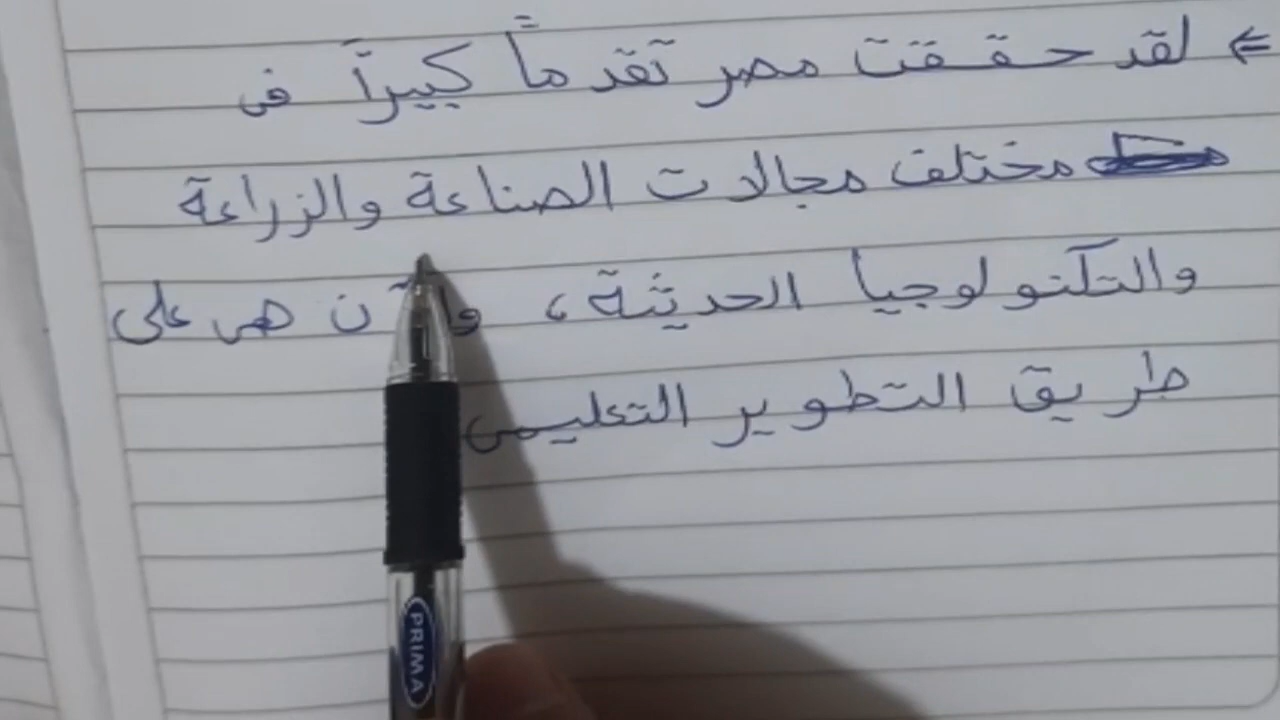 ⇐ لقد حققت مصر تقدماً كبيراً فى
مختلف مجالات الصناعة والزراعة
والتكنولوجيا الحديثة، هى على
طريق التطوير التعليمى
PRIMA